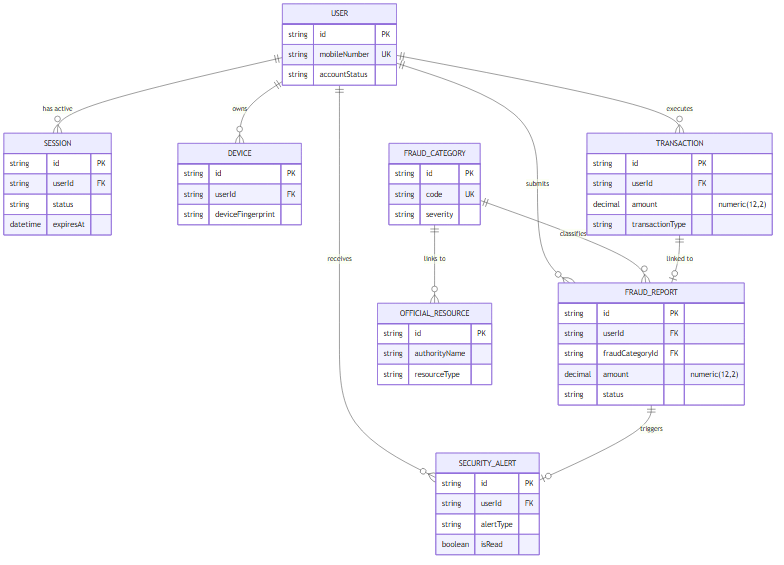 USER
string id PK
string mobileNumber UK
string accountStatus
has active
owns
executes
SESSION
string id PK
string userId FK
string status
datetime expiresAt
DEVICE
string id PK
string userId FK
string deviceFingerprint
FRAUD_CATEGORY
string id PK
string code UK
string severity
TRANSACTION
string id PK
string userId FK
decimal amount numeric(12,2)
string transactionType
submits
classifies
receives
links to
linked to
OFFICIAL_RESOURCE
string id PK
string authorityName
string resourceType
FRAUD_REPORT
string id PK
string userId FK
string fraudCategoryId FK
decimal amount numeric(12,2)
string status
triggers
SECURITY_ALERT
string id PK
string userId FK
string alertType
boolean isRead